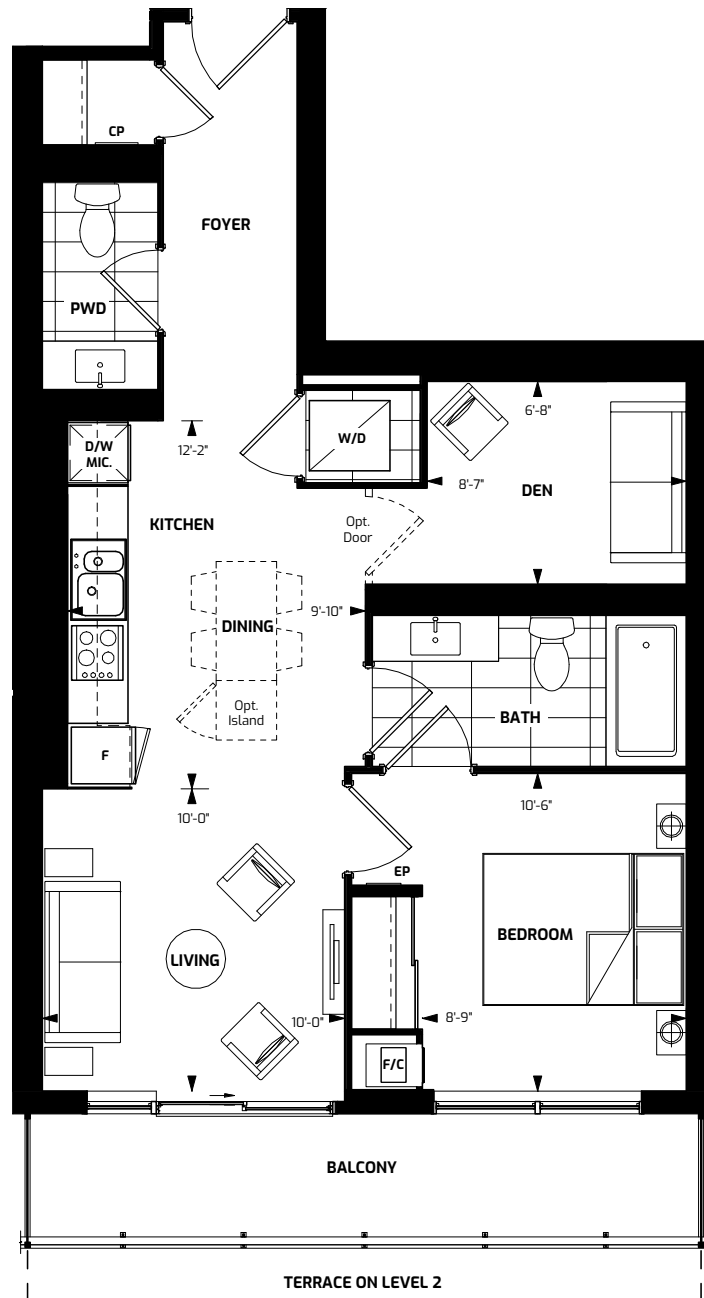 CP
FOYER
PWD
6'-8"
D/W
MIC.
12'-2"
W/D
8'-7"
DEN
KITCHEN
Opt.
Door
DINING
9'-10"
Opt.
Island
BATH
F
10'-0"
10'-6"
EP
BEDROOM
LIVING
10'-0"
8'-9"
F/C
BALCONY
TERRACE ON LEVEL 2